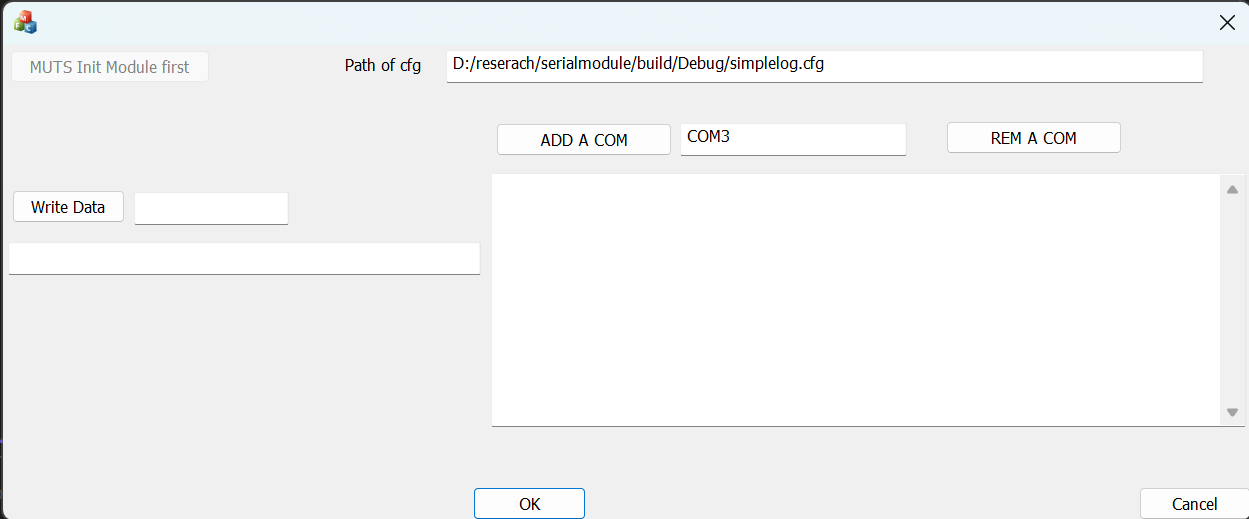 MUTS Init Module first
Path of cfg
D:/reserach/serialmodule/build/Debug/simplelog.cfg
ADD A COM
COM3
REM A COM
Write Data
OK
Cancel